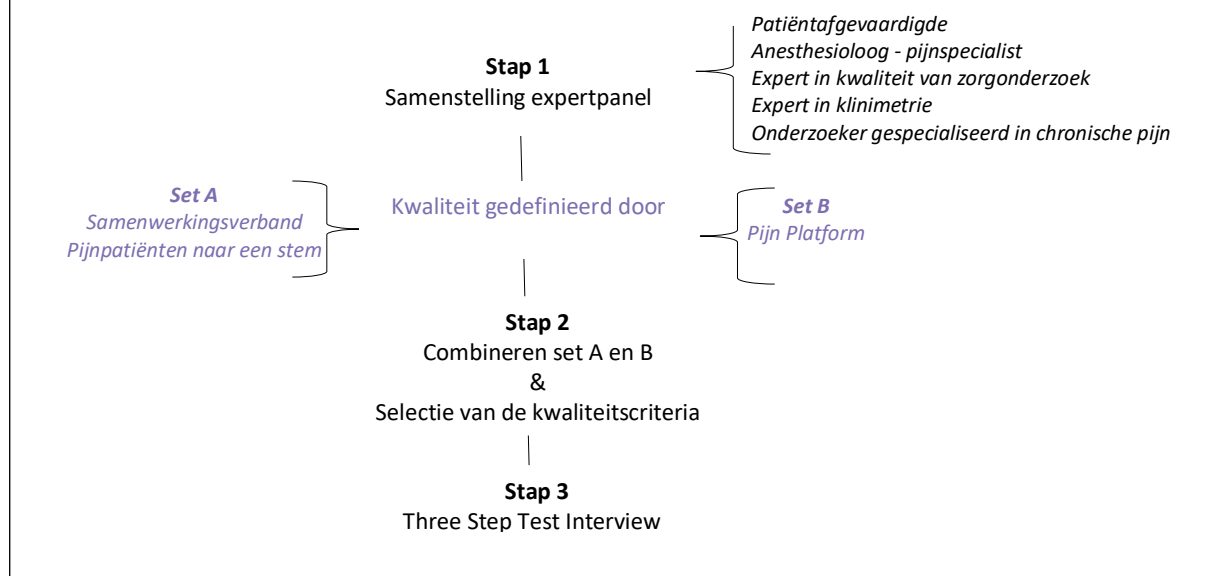 Stap 1
Samenstelling expertpanel
Patiëntafgevaardigde
Anesthesioloog - pijnspecialist
Expert in kwaliteit van zorgonderzoek
Expert in klinimetrie
Onderzoeker gespecialiseerd in chronische pijn
Set A
Samenwerkingsverband
Pijnpatiënten naar een stem
Kwaliteit gedefinieerd door
Set B
Pijn Platform
Stap 2
Combineren set A en B
&
Selectie van de kwaliteitscriteria
Stap 3
Three Step Test Interview